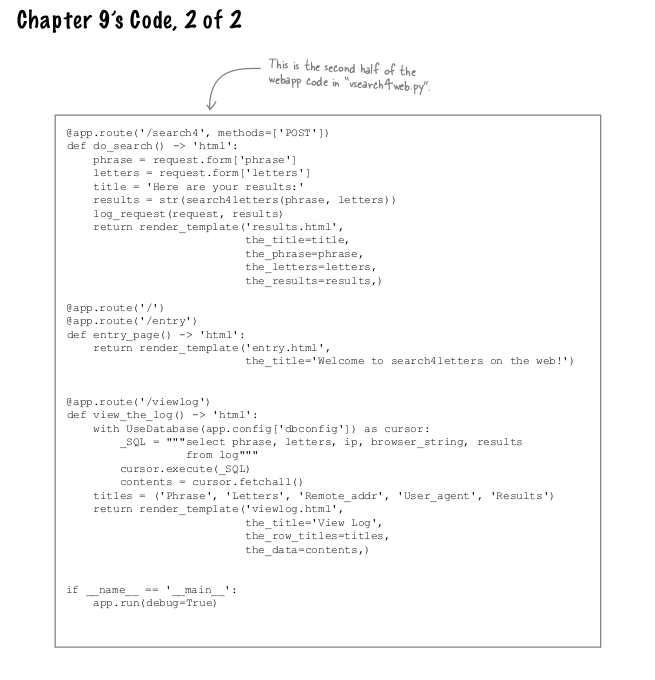 Chapter 9's Code, 2 of 2
This is the second half of the
webapp code in "vsearch4web.py".
@app.route('/search4', methods=['POST'])
def do_search() -> 'html':
    phrase = request.form['phrase']
    letters = request.form['letters']
    title = 'Here are your results:'
    results = str(search4letters(phrase, letters))
    log_request(request, results)
    return render_template('results.html',
                           the_title=title,
                           the_phrase=phrase,
                           the_letters=letters,
                           the_results=results,)
@app.route('/')
@app.route('/entry')
def entry_page() -> 'html':
    return render_template('entry.html',
                           the_title='Welcome to search4letters on the web!')
@app.route('/viewlog')
def view_the_log() -> 'html':
    with UseDatabase(app.config['dbconfig']) as cursor:
        _SQL = """select phrase, letters, ip, browser_string, results
                  from log"""
        cursor.execute(_SQL)
        contents = cursor.fetchall()
    titles = ('Phrase', 'Letters', 'Remote_addr', 'User_agent', 'Results')
    return render_template('viewlog.html',
                           the_title='View Log',
                           the_row_titles=titles,
                           the_data=contents,)
if __name__ == '__main__':
    app.run(debug=True)